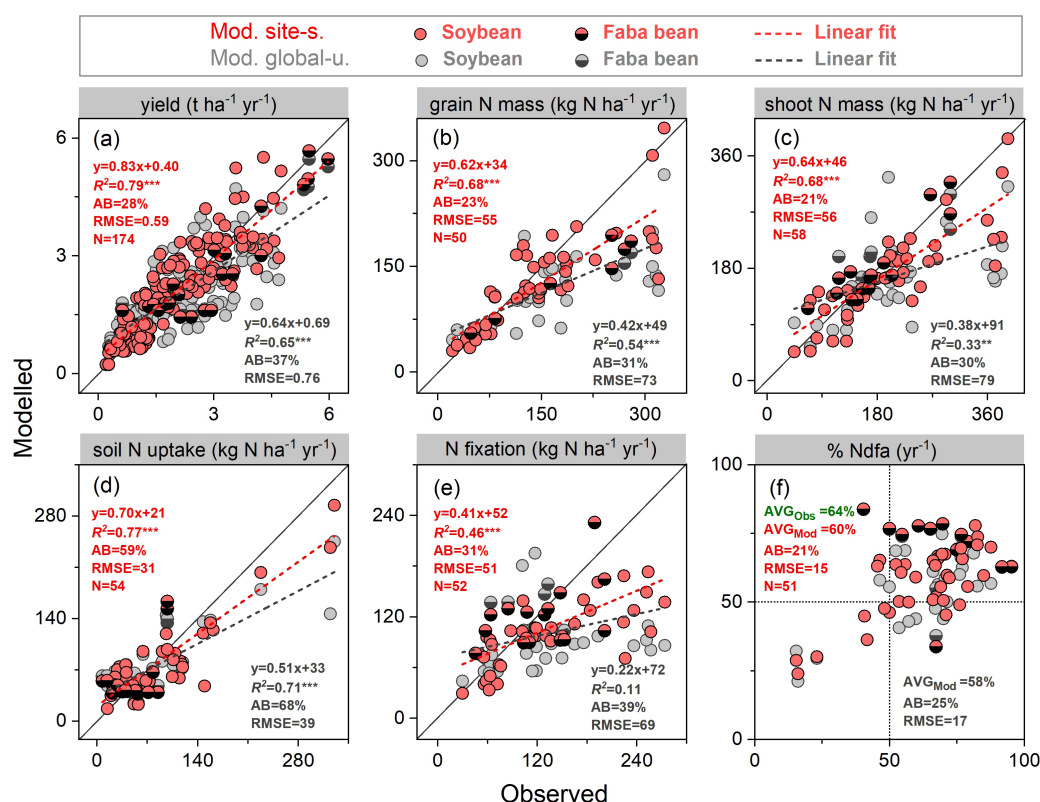 Mod. site-s. Soybean Faba bean Linear fit
Mod. global-u. Soybean Faba bean Linear fit
yield (t ha⁻¹ yr⁻¹)
(a)
y=0.83x+0.40
R²=0.79***
AB=28%
RMSE=0.59
N=174
y=0.64x+0.69
R²=0.65***
AB=37%
RMSE=0.76
6
3
0
0 3 6
grain N mass (kg N ha⁻¹ yr⁻¹)
(b)
y=0.62x+34
R²=0.68***
AB=23%
RMSE=55
N=50
y=0.42x+49
R²=0.54***
AB=31%
RMSE=73
300
150
0
0 150 300
shoot N mass (kg N ha⁻¹ yr⁻¹)
(c)
y=0.64x+46
R²=0.68***
AB=21%
RMSE=56
N=58
y=0.38x+91
R²=0.33**
AB=30%
RMSE=79
360
180
0
0 180 360
Modelled
soil N uptake (kg N ha⁻¹ yr⁻¹)
(d)
y=0.70x+21
R²=0.77***
AB=59%
RMSE=31
N=54
y=0.51x+33
R²=0.71***
AB=68%
RMSE=39
280
140
0
0 140 280
N fixation (kg N ha⁻¹ yr⁻¹)
(e)
y=0.41x+52
R²=0.46***
AB=31%
RMSE=51
N=52
y=0.22x+72
R²=0.11
AB=39%
RMSE=69
240
120
0
0 120 240
% Ndfa (yr⁻¹)
(f)
AVG_Obs =64%
AVG_Mod =60%
AB=21%
RMSE=15
N=51
AVG_Mod =58%
AB=25%
RMSE=17
100
50
0
0 50 100
Observed